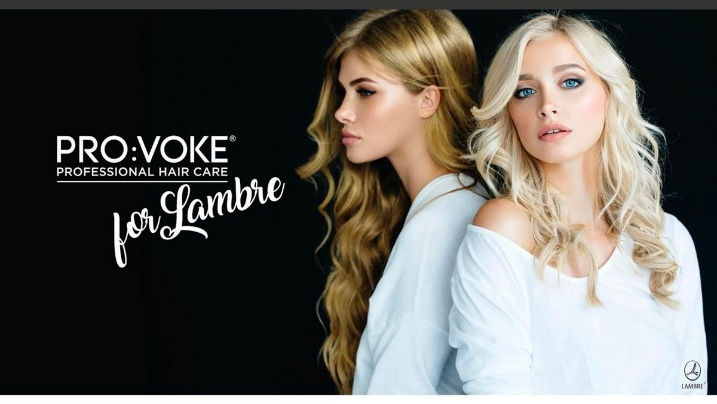 PRO:VOKE®
PROFESSIONAL HAIR CARE
for Lambre
LAMBRE®